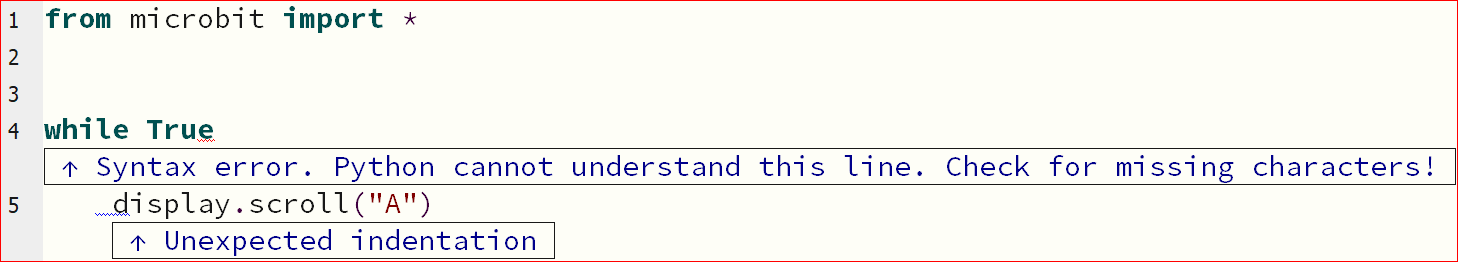 1 from microbit import *
2
3
4 while True
↑ Syntax error. Python cannot understand this line. Check for missing characters!
5     display.scroll("A")
↑ Unexpected indentation